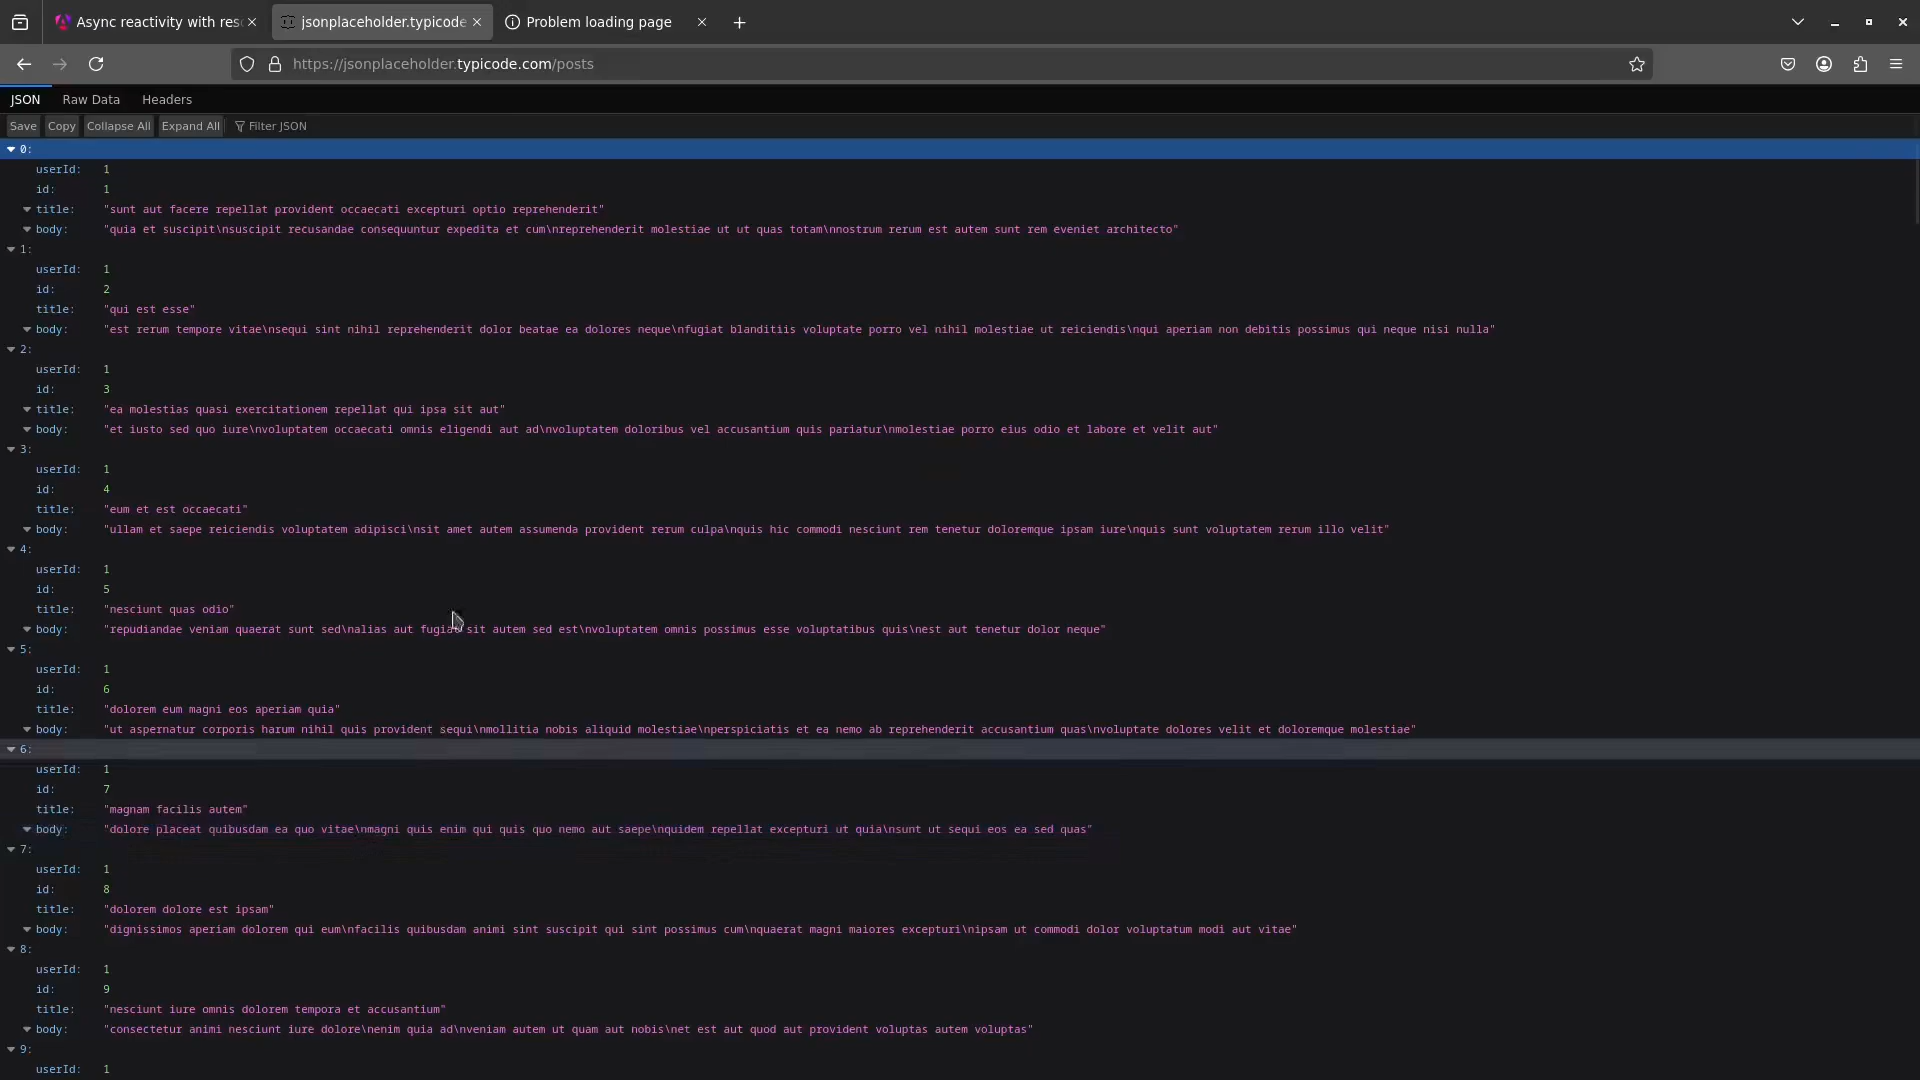 Async reactivity with res
jsonplaceholder.typicode
Problem loading page
https://jsonplaceholder.typicode.com/posts
JSON
Raw Data
Headers
Save
Copy
Collapse All
Expand All
Filter JSON
0:
userId: 1
id: 1
title: "sunt aut facere repellat provident occaecati excepturi optio reprehenderit"
body: "quia et suscipit\nsuscipit recusandae consequuntur expedita et cum\nreprehenderit molestiae ut ut quas totam\nnostrum rerum est autem sunt rem eveniet architecto"
1:
userId: 1
id: 2
title: "qui est esse"
body: "est rerum tempore vitae\nsequi sint nihil reprehenderit dolor beatae ea dolores neque\nfugiat blanditiis voluptate porro vel nihil molestiae ut reiciendis\nqui aperiam non debitis possimus qui neque nisi nulla"
2:
userId: 1
id: 3
title: "ea molestias quasi exercitationem repellat qui ipsa sit aut"
body: "et iusto sed quo iure\nvoluptatem occaecati omnis eligendi aut ad\nvoluptatem doloribus vel accusantium quis pariatur\nmolestiae porro eius odio et labore et velit aut"
3:
userId: 1
id: 4
title: "eum et est occaecati"
body: "ullam et saepe reiciendis voluptatem adipisci\nsit amet autem assumenda provident rerum culpa\nquis hic commodi nesciunt rem tenetur doloremque ipsam iure\nquis sunt voluptatem rerum illo velit"
4:
userId: 1
id: 5
title: "nesciunt quas odio"
body: "repudiandae veniam quaerat sunt sed\nalias aut fugiat sit autem sed est\nvoluptatem omnis possimus esse voluptatibus quis\nest aut tenetur dolor neque"
5:
userId: 1
id: 6
title: "dolorem eum magni eos aperiam quia"
body: "ut aspernatur corporis harum nihil quis provident sequi\nmollitia nobis aliquid molestiae\nperspiciatis et ea nemo ab reprehenderit accusantium quas\nvoluptate dolores velit et doloremque molestiae"
6:
userId: 1
id: 7
title: "magnam facilis autem"
body: "dolore placeat quibusdam ea quo vitae\nmagni quis enim qui quis quo nemo aut saepe\nquidem repellat excepturi ut quia\nsunt ut sequi eos ea sed quas"
7:
userId: 1
id: 8
title: "dolorem dolore est ipsam"
body: "dignissimos aperiam dolorem qui eum\nfacilis quibusdam animi sint suscipit qui sint possimus cum\nquaerat magni maiores excepturi\nipsam ut commodi dolor voluptatum modi aut vitae"
8:
userId: 1
id: 9
title: "nesciunt iure omnis dolorem tempora et accusantium"
body: "consectetur animi nesciunt iure dolore\nenim quia ad\nveniam autem ut quam aut nobis\net est aut quod aut provident voluptas autem voluptas"
9:
userId: 1